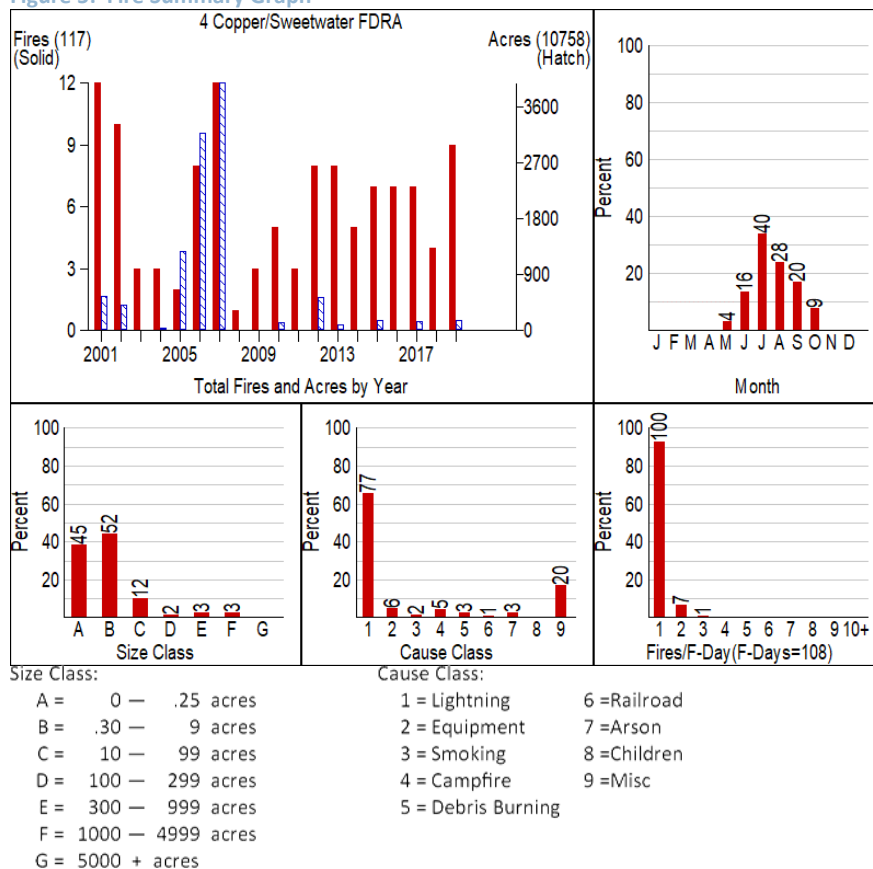 Figure 5. Fire Summary Graph
4 Copper/Sweetwater FDRA
Fires (117)
(Solid)
Acres (10758)
(Hatch)
12
9
6
3
0
3600
2700
1800
900
0
2001 2005 2009 2013 2017
Total Fires and Acres by Year
100
80
60
40
20
Percent
4 16 40 28 20 9
J F M A M J J A S O N D
Month
100
80
60
40
20
Percent
45 52 12 2 3 3
A B C D E F G
Size Class
100
80
60
40
20
Percent
77 6 2 5 3 1 3 20
1 2 3 4 5 6 7 8 9
Cause Class
100
80
60
40
20
Percent
100 7 1
1 2 3 4 5 6 7 8 9 10+
Fires/F-Day(F-Days=108)
Size Class:
A = 0 — .25 acres
B = .30 — 9 acres
C = 10 — 99 acres
D = 100 — 299 acres
E = 300 — 999 acres
F = 1000 — 4999 acres
G = 5000 + acres
Cause Class:
1 = Lightning 6 =Railroad
2 = Equipment 7 =Arson
3 = Smoking 8 =Children
4 = Campfire 9 =Misc
5 = Debris Burning